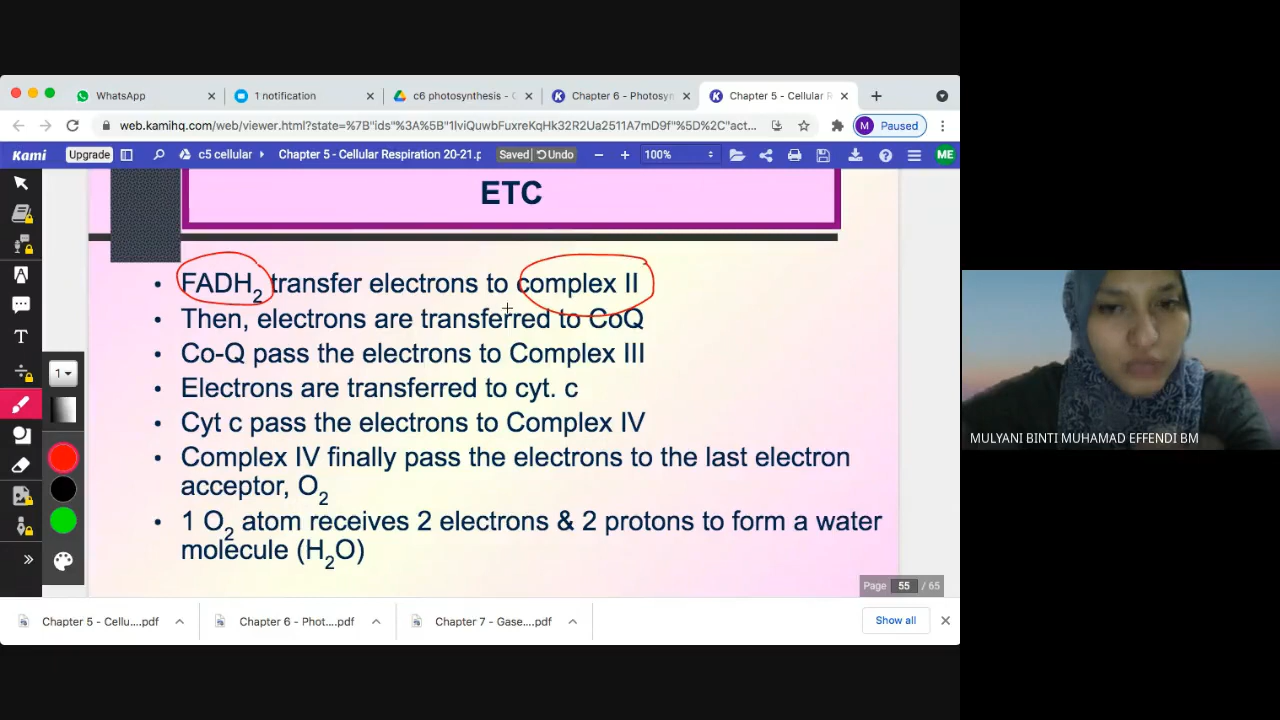 WhatsApp
1 notification
c6 photosynthesis - C
Chapter 6 - Photosyn
Chapter 5 - Cellular R
web.kamihq.com/web/viewer.html?state=%7B"ids"%3A%5B"1lviQuwbFuxreKqHk32R2Ua2511A7mD9f"%5D%2C"act...
M Paused
Kami
Upgrade
c5 cellular
Chapter 5 - Cellular Respiration 20-21.p
Saved
Undo
100%
ME
ETC
• FADH2 transfer electrons to complex II
• Then, electrons are transferred to CoQ
• Co-Q pass the electrons to Complex III
• Electrons are transferred to cyt. c
• Cyt c pass the electrons to Complex IV
• Complex IV finally pass the electrons to the last electron
acceptor, O2
• 1 O2 atom receives 2 electrons & 2 protons to form a water
molecule (H2O)
1
Page 55 / 65
Chapter 5 - Cellu....pdf
Chapter 6 - Phot....pdf
Chapter 7 - Gase....pdf
Show all
MULYANI BINTI MUHAMAD EFFENDI BM